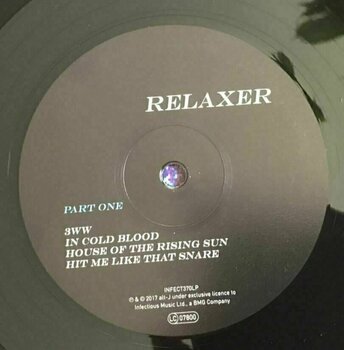 RELAXER
PART ONE
3WW
IN COLD BLOOD
HOUSE OF THE RISING SUN
HIT ME LIKE THAT SNARE
INFECT370LP
℗ & © 2017 alt-J under exclusive licence to
Infectious Music Ltd., a BMG Company
LC 07800